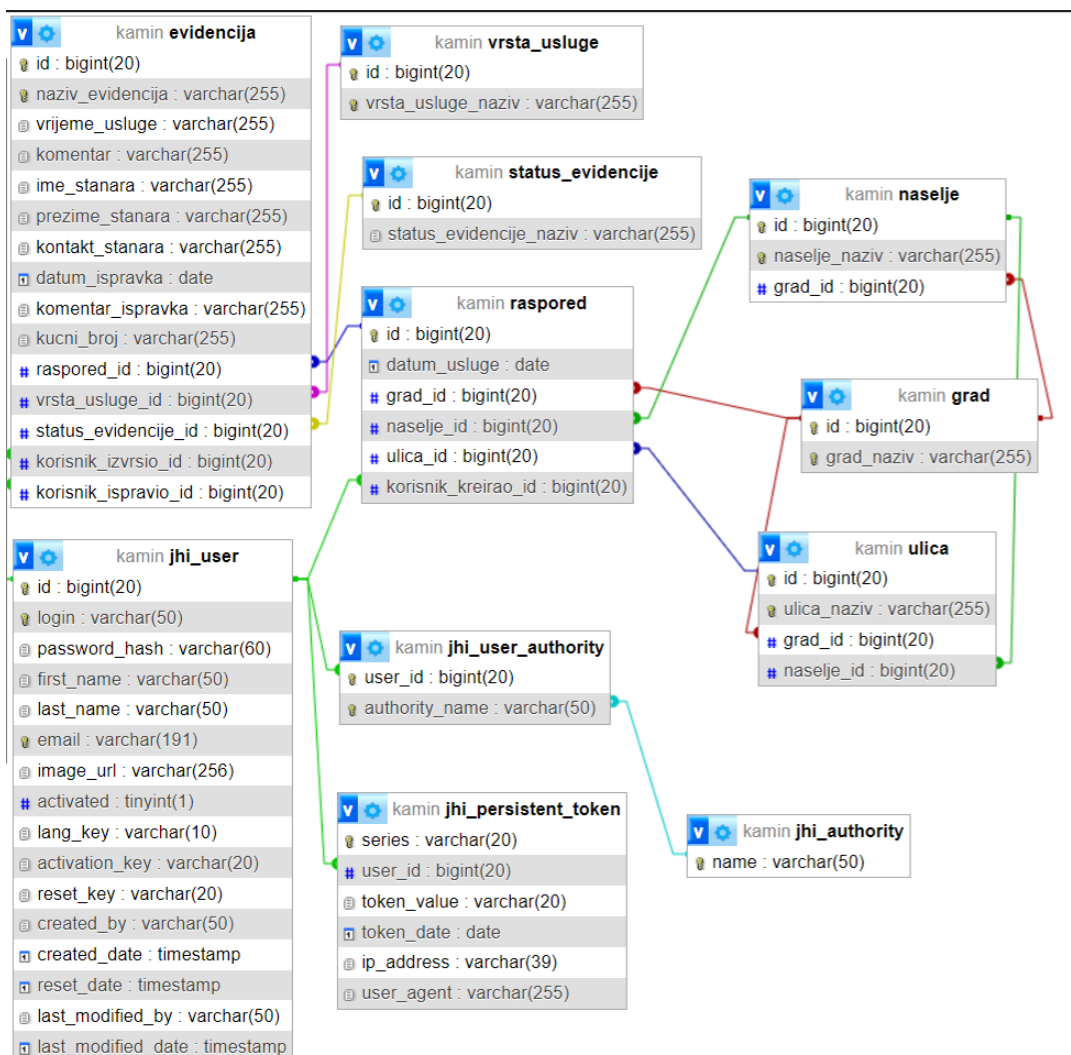 kamin evidencija
id : bigint(20)
naziv_evidencija : varchar(255)
vrijeme_usluge : varchar(255)
komentar : varchar(255)
ime_stanara : varchar(255)
prezime_stanara : varchar(255)
kontakt_stanara : varchar(255)
datum_ispravka : date
komentar_ispravka : varchar(255)
kucni_broj : varchar(255)
# raspored_id : bigint(20)
# vrsta_usluge_id : bigint(20)
# status_evidencije_id : bigint(20)
# korisnik_izvrsio_id : bigint(20)
# korisnik_ispravio_id : bigint(20)
kamin vrsta_usluge
id : bigint(20)
vrsta_usluge_naziv : varchar(255)
kamin status_evidencije
id : bigint(20)
status_evidencije_naziv : varchar(255)
kamin naselje
id : bigint(20)
naselje_naziv : varchar(255)
# grad_id : bigint(20)
kamin raspored
id : bigint(20)
datum_usluge : date
# grad_id : bigint(20)
# naselje_id : bigint(20)
# ulica_id : bigint(20)
# korisnik_kreirao_id : bigint(20)
kamin grad
id : bigint(20)
grad_naziv : varchar(255)
kamin ulica
id : bigint(20)
ulica_naziv : varchar(255)
# grad_id : bigint(20)
# naselje_id : bigint(20)
kamin jhi_user
id : bigint(20)
login : varchar(50)
password_hash : varchar(60)
first_name : varchar(50)
last_name : varchar(50)
email : varchar(191)
image_url : varchar(256)
# activated : tinyint(1)
lang_key : varchar(10)
activation_key : varchar(20)
reset_key : varchar(20)
created_by : varchar(50)
created_date : timestamp
reset_date : timestamp
last_modified_by : varchar(50)
last_modified_date : timestamp
kamin jhi_user_authority
user_id : bigint(20)
authority_name : varchar(50)
kamin jhi_persistent_token
series : varchar(20)
# user_id : bigint(20)
token_value : varchar(20)
token_date : date
ip_address : varchar(39)
user_agent : varchar(255)
kamin jhi_authority
name : varchar(50)